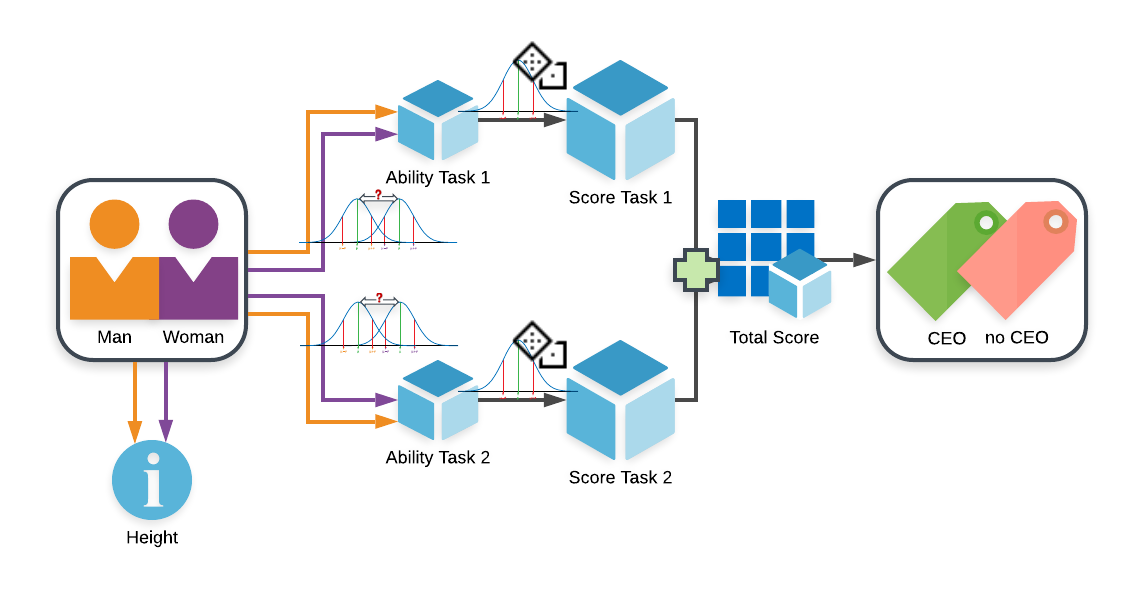 Ability Task 1
Score Task 1
?
Man
Woman
?
Total Score
CEO
no CEO
Ability Task 2
Score Task 2
Height